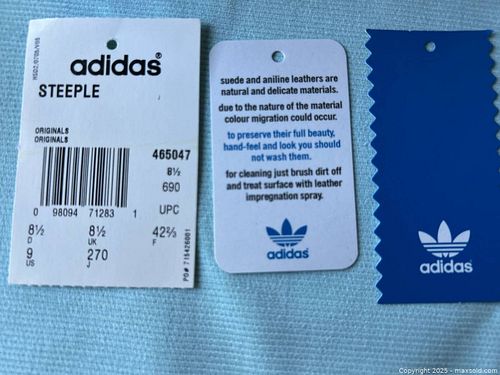 adidas®
STEEPLE
ORIGINALS
ORIGINALS
465047
8½
690
0 98094 71283 1 UPC
8½ 8½ 42⅔
D UK F
9 270
US J
PO# 715426001
suede and aniline leathers are
natural and delicate materials.
due to the nature of the material
colour migration could occur.
to preserve their full beauty,
hand-feel and look you should
not wash them.
for cleaning just brush dirt off
and treat surface with leather
impregnation spray.
adidas
adidas
Copyright 2025 - maxsold.com